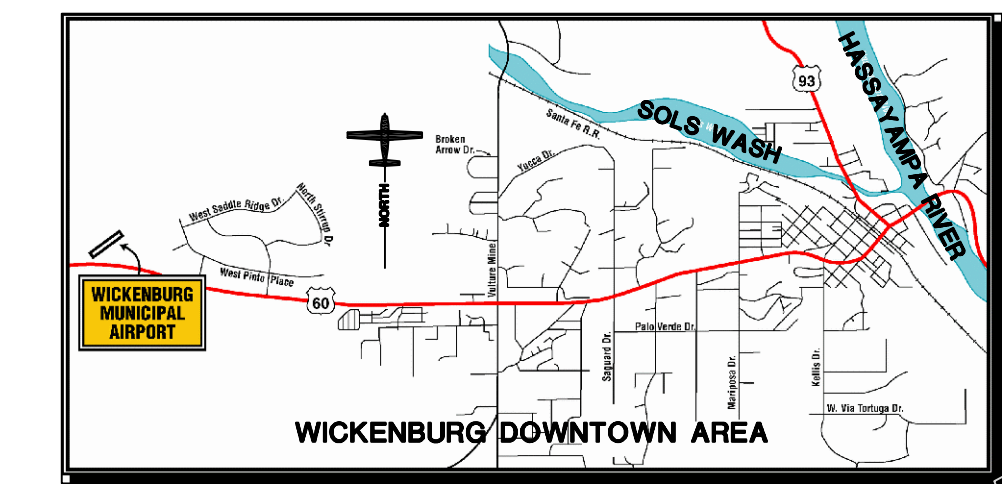 HASSAYAMPA RIVER
93
SOLS WASH
Santa Fe R.R.
Broken
Arrow Dr.
Yucca Dr.
NORTH
North Stirrup Dr.
West Saddle Ridge Dr.
West Pinto Place
Vulture Mine
WICKENBURG
MUNICIPAL
AIRPORT
60
Palo Verde Dr.
Saguard Dr.
Mariposa Dr.
Kellis Dr.
W. Via Tortuga Dr.
WICKENBURG DOWNTOWN AREA